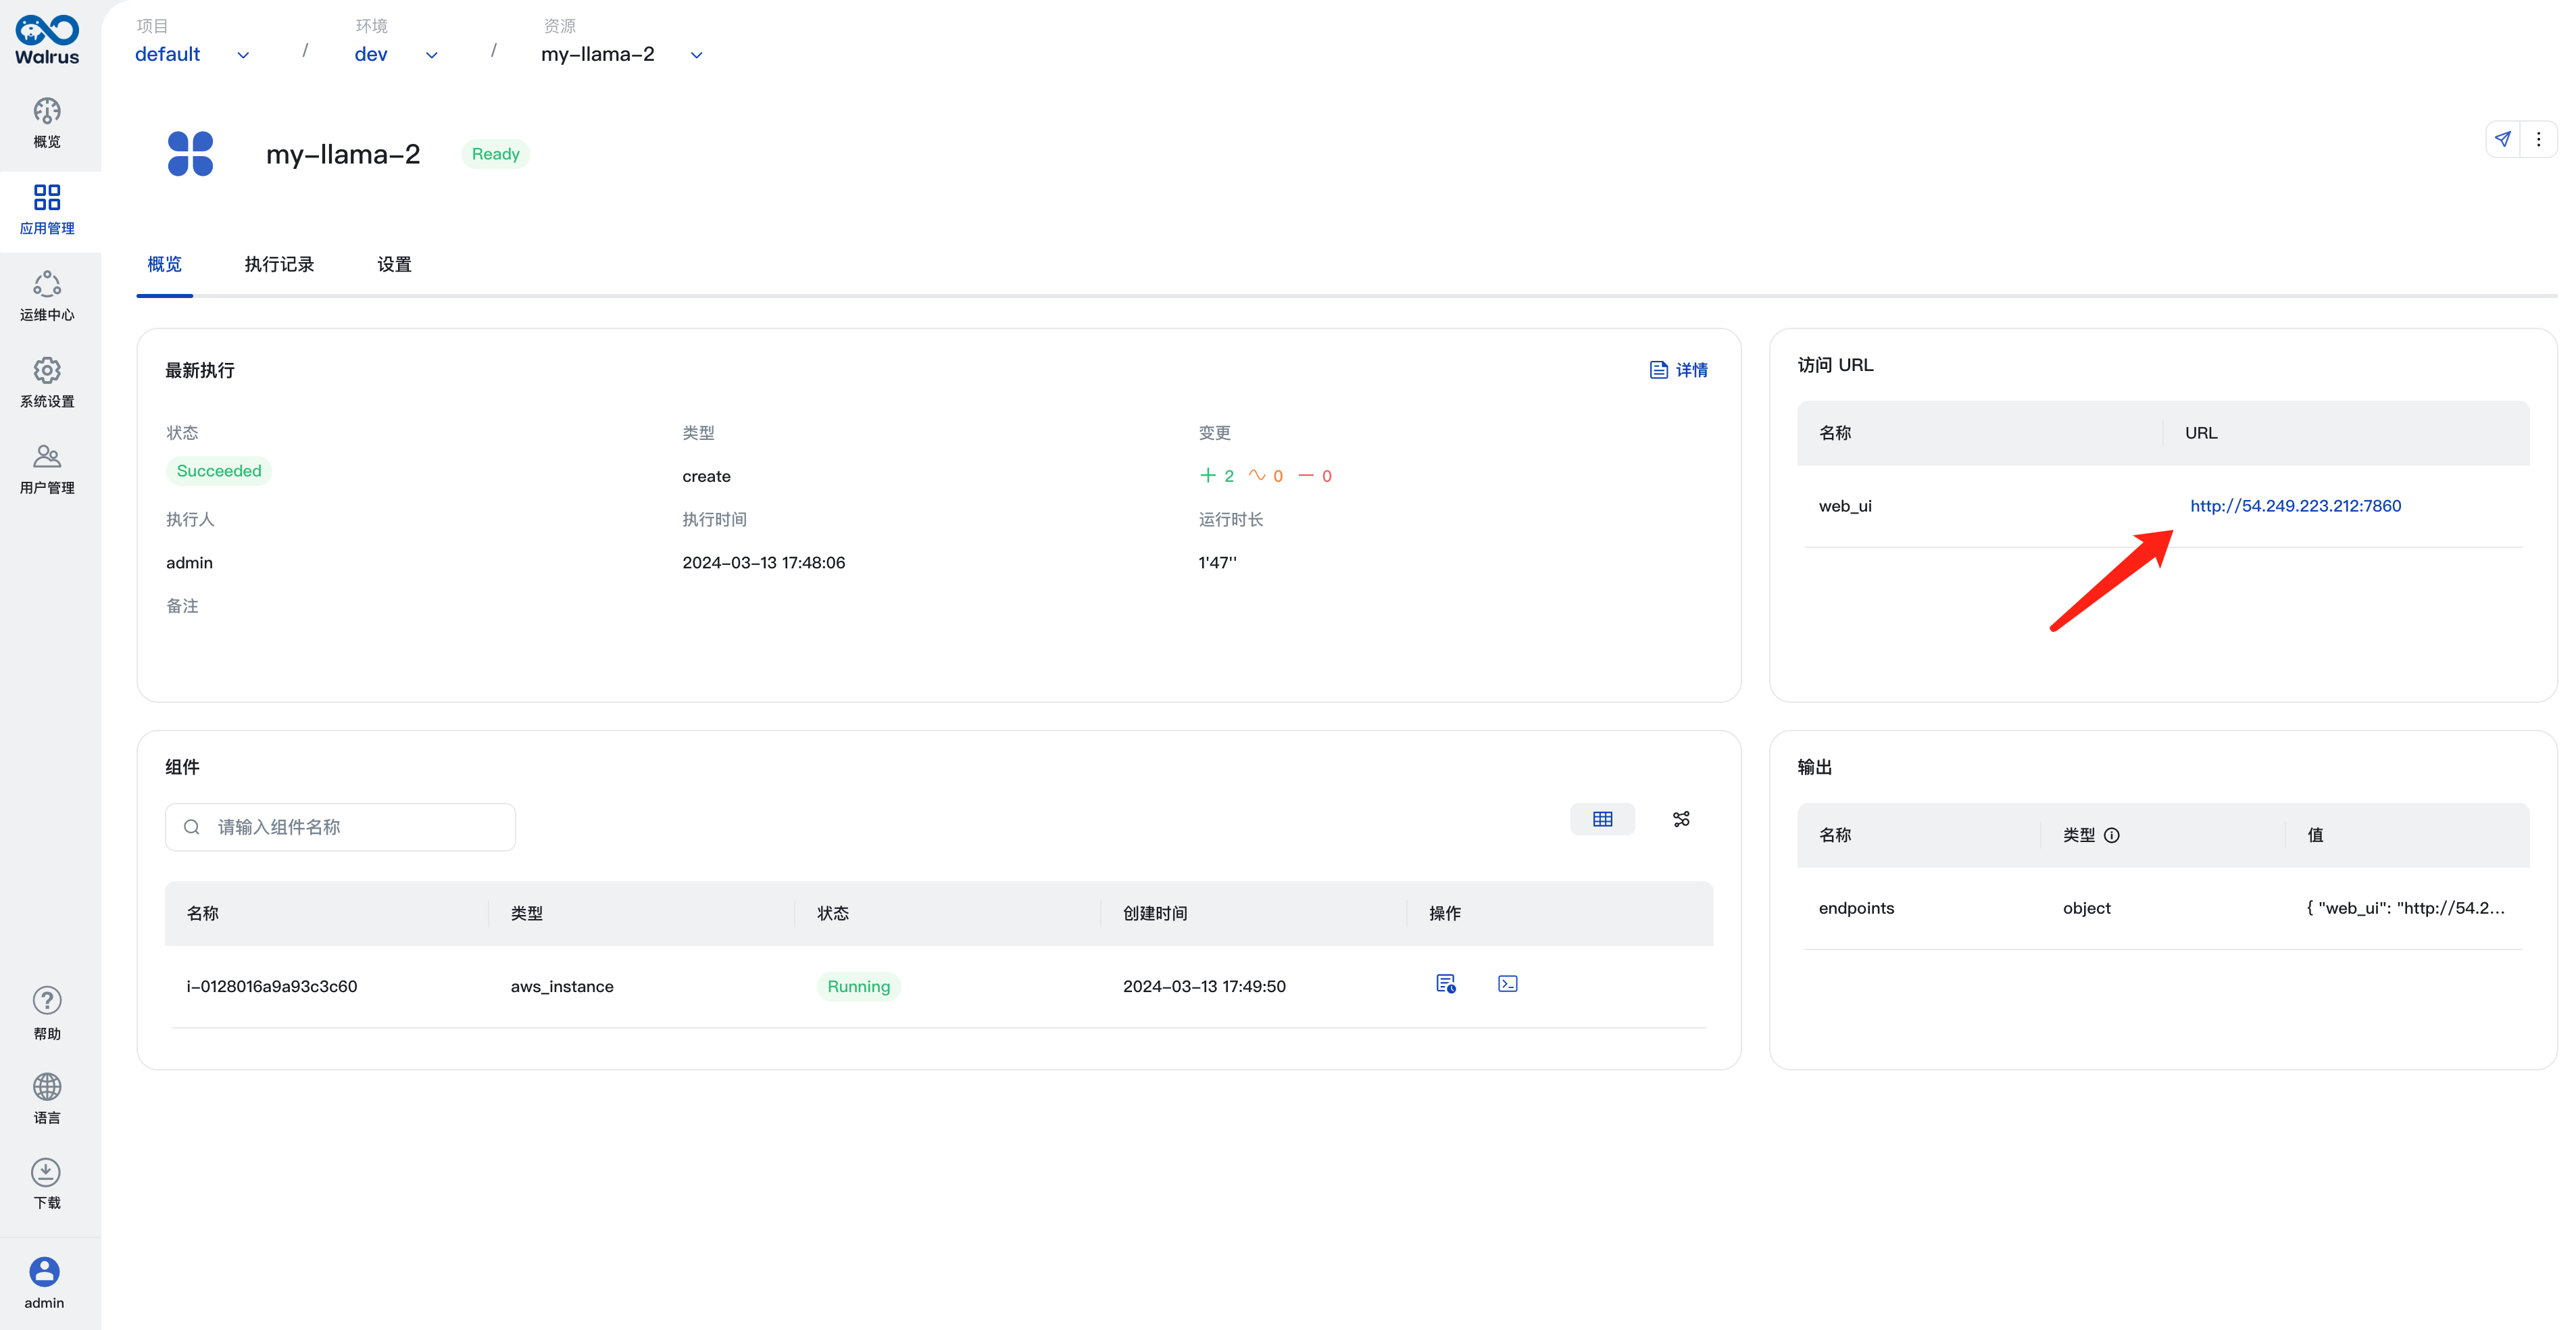 Walrus
概览
应用管理
运维中心
系统设置
用户管理
帮助
语言
下载
admin
项目
default
/
环境
dev
/
资源
my-llama-2
my-llama-2
Ready
概览 执行记录 设置
最新执行
详情
状态 类型 变更
Succeeded create + 2 ~ 0 — 0
执行人 执行时间 运行时长
admin 2024-03-13 17:48:06 1'47''
备注
访问 URL
名称 URL
web_ui http://54.249.223.212:7860
组件
请输入组件名称
名称 类型 状态 创建时间 操作
i-0128016a9a93c3c60 aws_instance Running 2024-03-13 17:49:50
输出
名称 类型 值
endpoints object { "web_ui": "http://54.2...